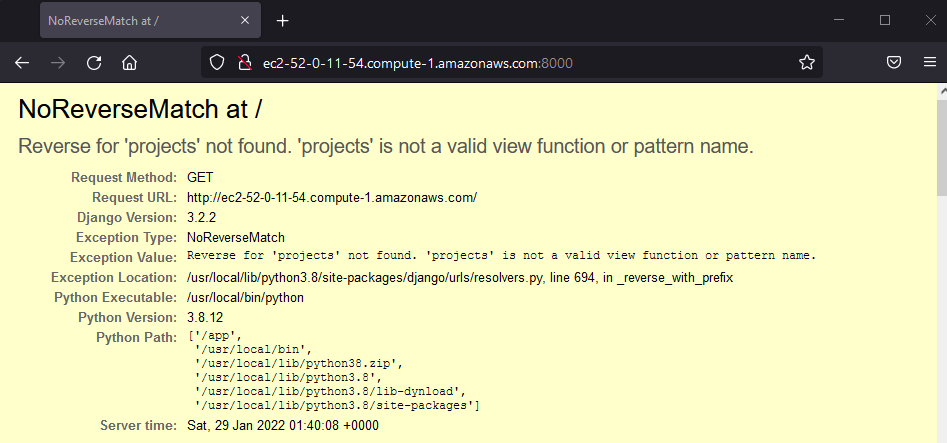 NoReverseMatch at /
ec2-52-0-11-54.compute-1.amazonaws.com:8000
NoReverseMatch at /
Reverse for 'projects' not found. 'projects' is not a valid view function or pattern name.
Request Method: GET
Request URL: http://ec2-52-0-11-54.compute-1.amazonaws.com/
Django Version: 3.2.2
Exception Type: NoReverseMatch
Exception Value: Reverse for 'projects' not found. 'projects' is not a valid view function or pattern name.
Exception Location: /usr/local/lib/python3.8/site-packages/django/urls/resolvers.py, line 694, in _reverse_with_prefix
Python Executable: /usr/local/bin/python
Python Version: 3.8.12
Python Path: ['/app',
'/usr/local/bin',
'/usr/local/lib/python38.zip',
'/usr/local/lib/python3.8',
'/usr/local/lib/python3.8/lib-dynload',
'/usr/local/lib/python3.8/site-packages']
Server time: Sat, 29 Jan 2022 01:40:08 +0000